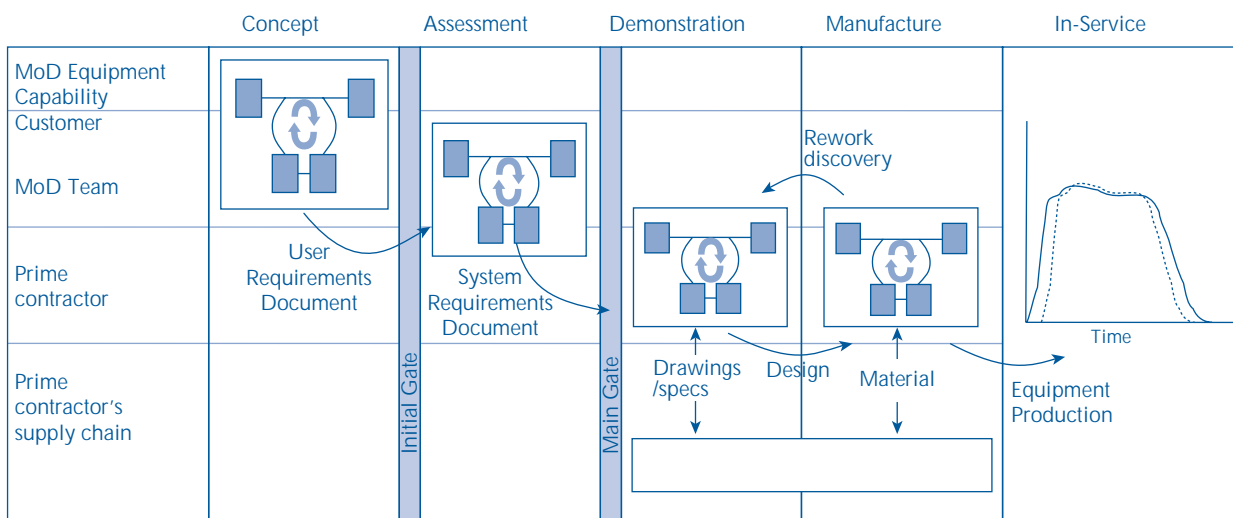 Concept
Assessment
Demonstration
Manufacture
In-Service
MoD Equipment
Capability
Customer
MoD Team
Prime
contractor
Prime
contractor's
supply chain
User
Requirements
Document
Initial Gate
System
Requirements
Document
Main Gate
Rework
discovery
Drawings
/specs
Design
Material
Equipment
Production
Time